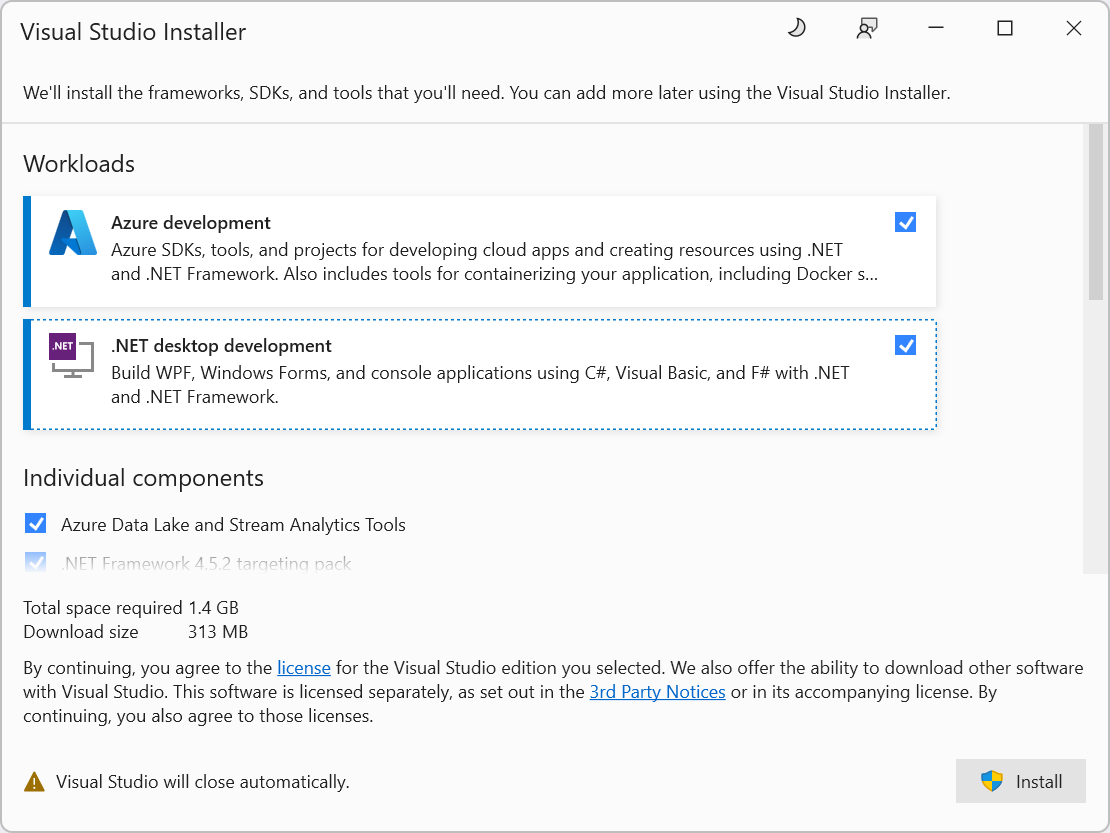 Visual Studio Installer
We'll install the frameworks, SDKs, and tools that you'll need. You can add more later using the Visual Studio Installer.
Workloads
Azure development
Azure SDKs, tools, and projects for developing cloud apps and creating resources using .NET
and .NET Framework. Also includes tools for containerizing your application, including Docker s...
.NET
.NET desktop development
Build WPF, Windows Forms, and console applications using C#, Visual Basic, and F# with .NET
and .NET Framework.
Individual components
Azure Data Lake and Stream Analytics Tools
.NET Framework 4.5.2 targeting pack
Total space required 1.4 GB
Download size 313 MB
By continuing, you agree to the license for the Visual Studio edition you selected. We also offer the ability to download other software
with Visual Studio. This software is licensed separately, as set out in the 3rd Party Notices or in its accompanying license. By
continuing, you also agree to those licenses.
Visual Studio will close automatically.
Install